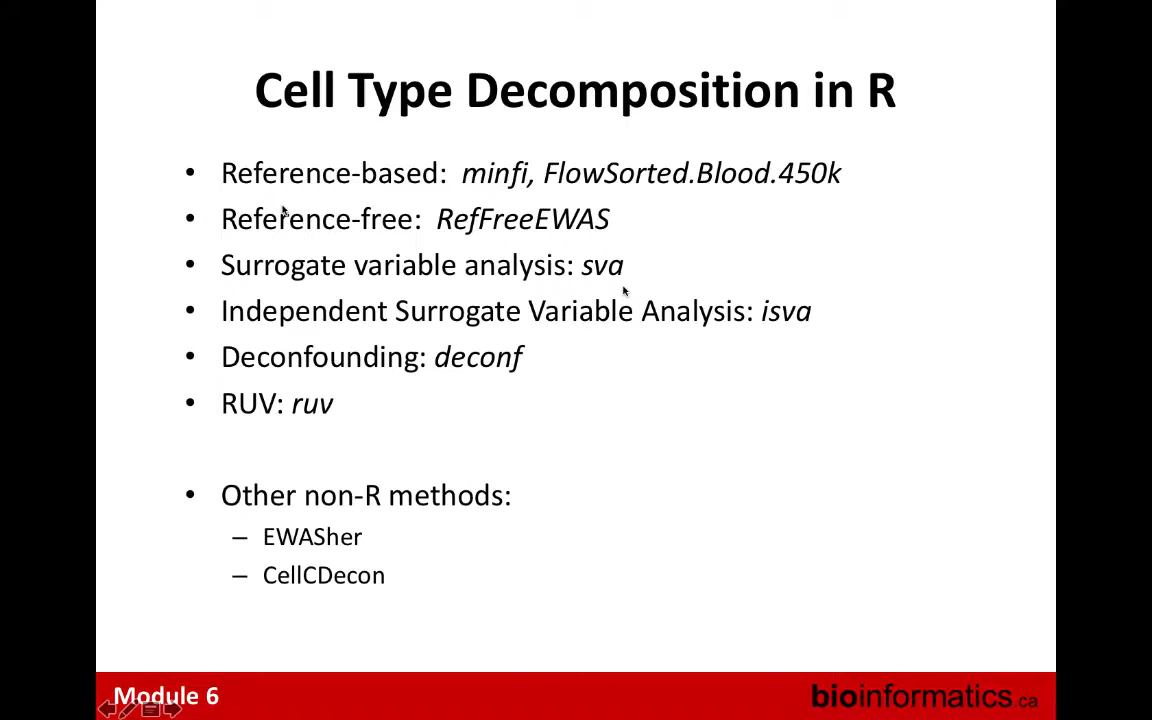 Cell Type Decomposition in R
• Reference-based: minfi, FlowSorted.Blood.450k
• Reference-free: RefFreeEWAS
• Surrogate variable analysis: sva
• Independent Surrogate Variable Analysis: isva
• Deconfounding: deconf
• RUV: ruv
• Other non-R methods:
– EWASher
– CellCDecon
Module 6
bioinformatics.ca